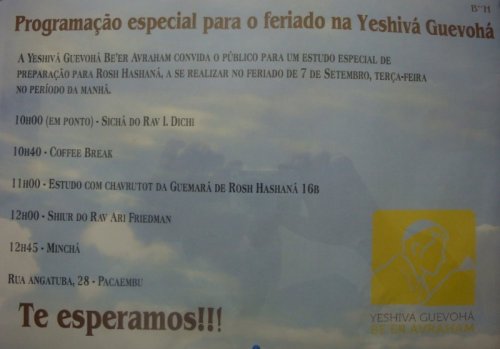 B"H
Programação especial para o feriado na Yeshivá Guevohá
A Yeshivá Guevohá Be'er Avraham convida o público para um estudo especial de
preparação para Rosh Hashaná, a se realizar no feriado de 7 de Setembro, terça-feira
no período da manhã.
10h00 (em ponto) - Sichá do Rav I. Dichi
10h40 - Coffee Break
11h00 - Estudo com chavrutot da Guemará de Rosh Hashaná 16b
12h00 - Shiur do Rav Ari Friedman
12h45 - Minchá
Rua Angatuba, 28 - Pacaembu
Te esperamos!!!
YESHIVÁ GUEVOHÁ
BE'ER AVRAHAM